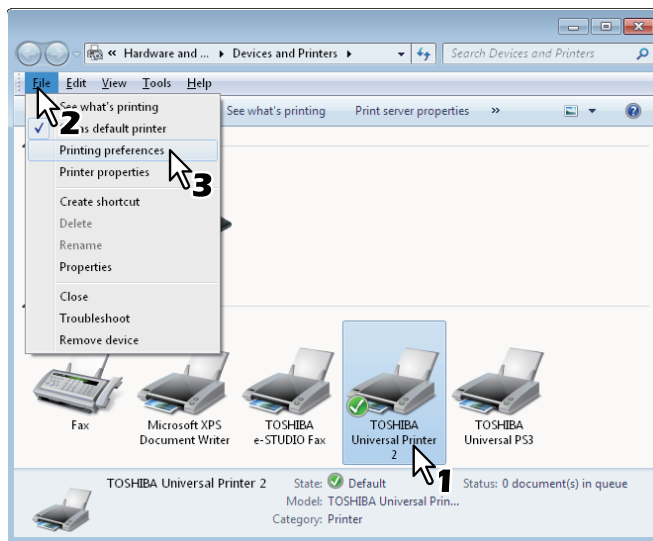 « Hardware and ... ▸ Devices and Printers ▸ Search Devices and Printers
File Edit View Tools Help
See what's printing Print server properties »
See what's printing
2
as default printer
Printing preferences
3
Printer properties
Create shortcut
Delete
Rename
Properties
Close
Troubleshoot
Remove device
Fax
Microsoft XPS
Document Writer
TOSHIBA
e-STUDIO Fax
TOSHIBA
Universal Printer
2
TOSHIBA
Universal PS3
1
TOSHIBA Universal Printer 2 State: Default Status: 0 document(s) in queue
Model: TOSHIBA Universal Prin...
Category: Printer